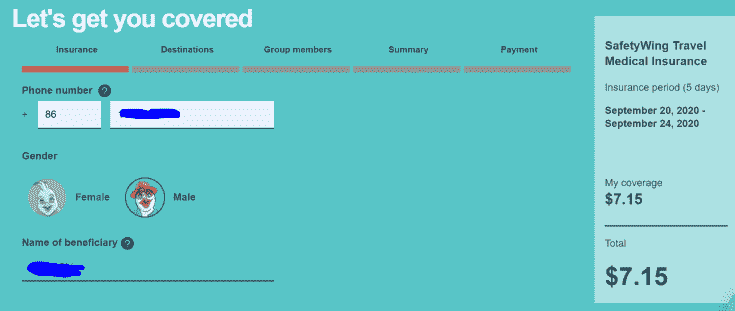 Let's get you covered
Insurance
Destinations
Group members
Summary
Payment
Phone number ?
+ 86
Gender
Female
Male
Name of beneficiary ?
SafetyWing Travel
Medical Insurance
Insurance period (5 days)
September 20, 2020 -
September 24, 2020
My coverage
$7.15
Total
$7.15